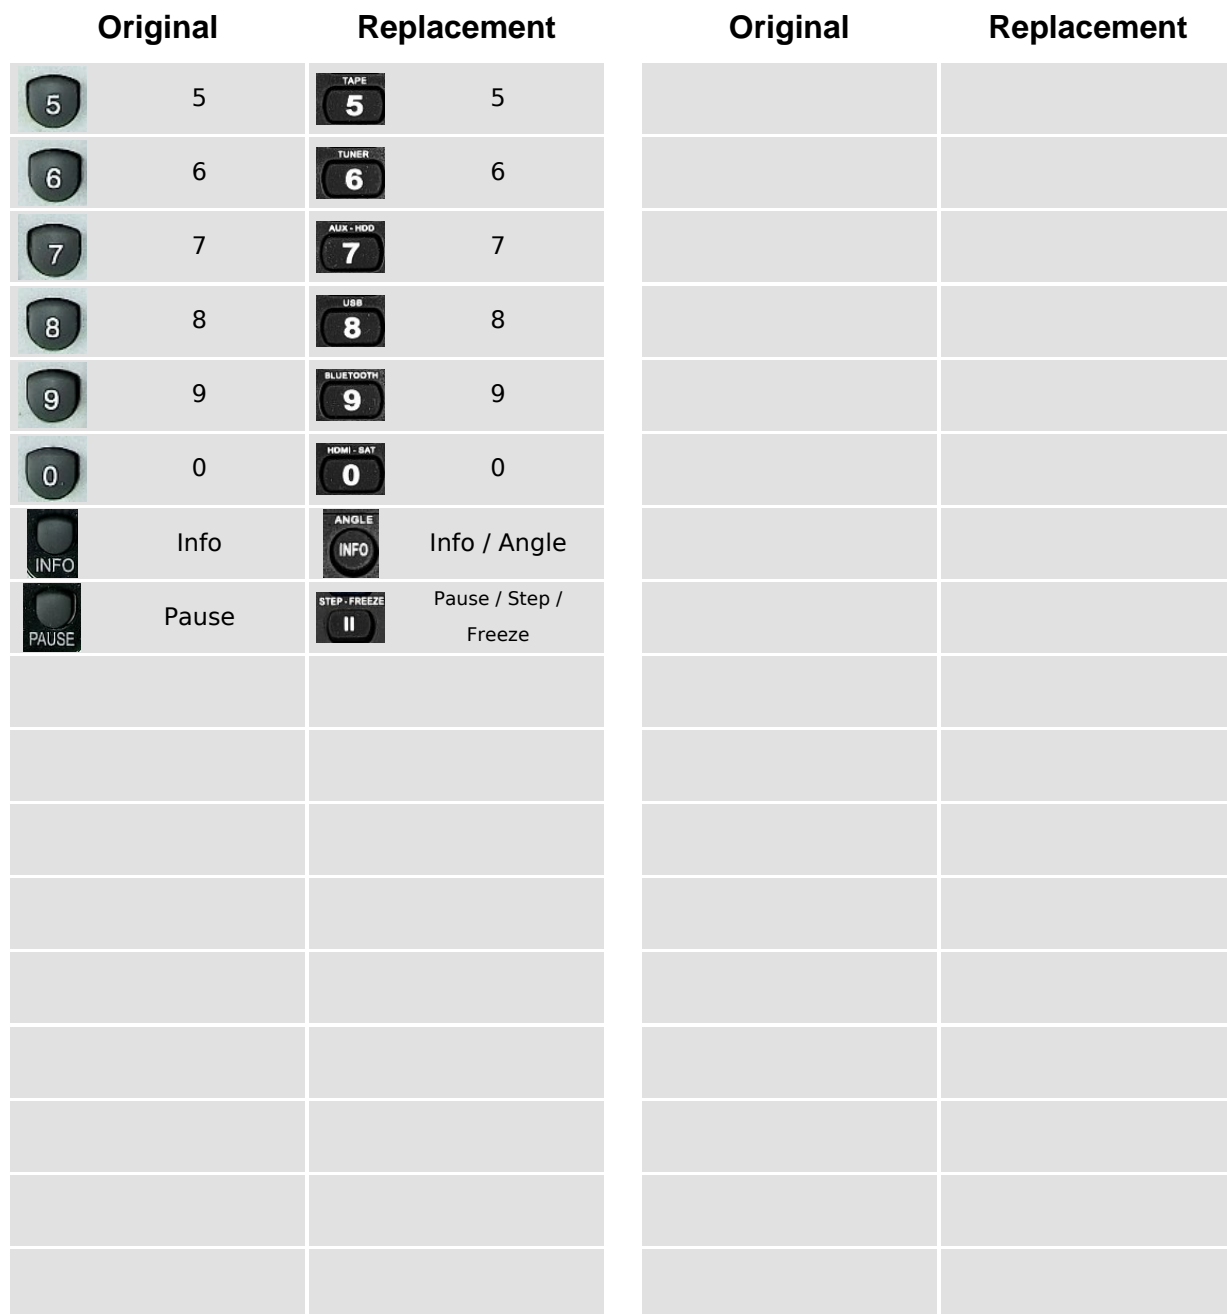 Original Replacement Original Replacement
5 5 TAPE 5 5
6 6 TUNER 6 6
7 7 AUX - HDD 7 7
8 8 USB 8 8
9 9 BLUETOOTH 9 9
0 0 HDMI - SAT 0 0
INFO Info ANGLE INFO Info / Angle
PAUSE Pause STEP - FREEZE Pause / Step /
Freeze